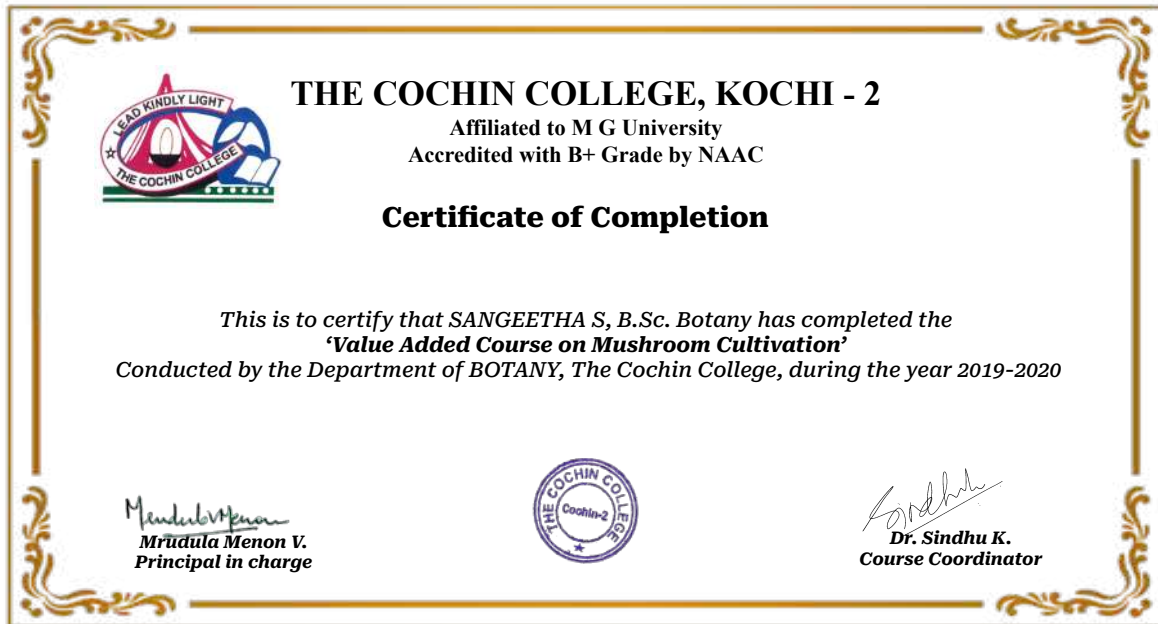 LEAD KINDLY LIGHT
THE COCHIN COLLEGE
THE COCHIN COLLEGE, KOCHI - 2
Affiliated to M G University
Accredited with B+ Grade by NAAC
Certificate of Completion
This is to certify that SANGEETHA S, B.Sc. Botany has completed the
‘Value Added Course on Mushroom Cultivation’
Conducted by the Department of BOTANY, The Cochin College, during the year 2019-2020
Mrudula Menon V.
Principal in charge
THE COCHIN COLLEGE
Cochin-2
Sindhu
Dr. Sindhu K.
Course Coordinator